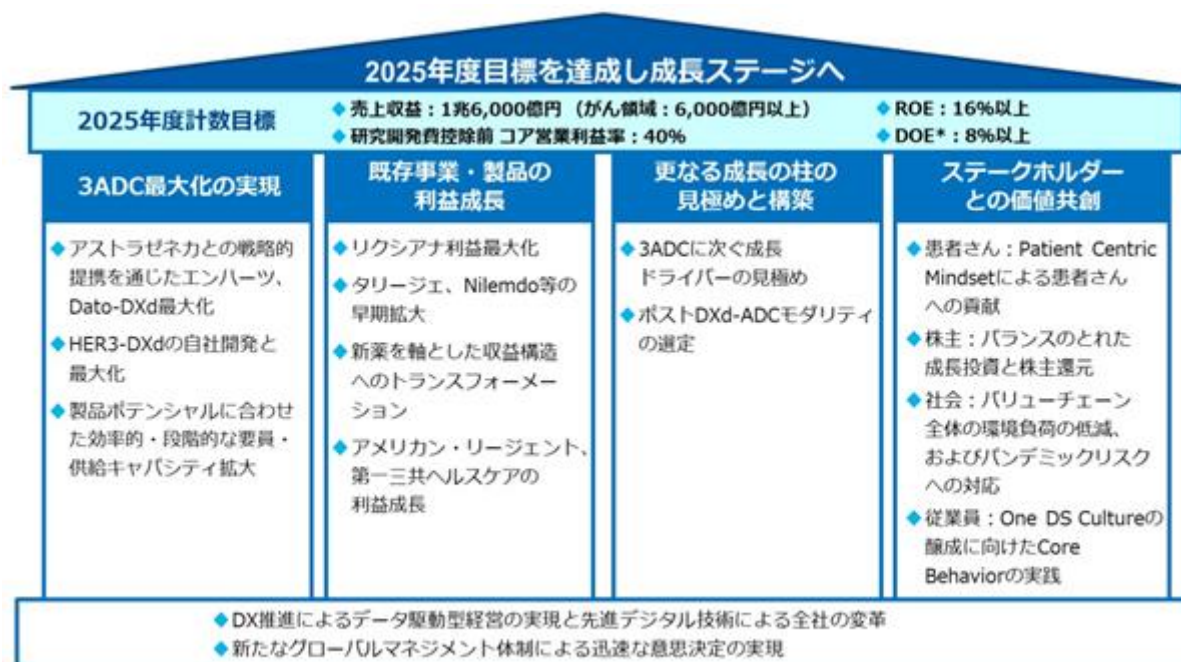 2025年度目標を達成し成長ステージへ
2025年度計数目標
◆売上収益：1兆6,000億円（がん領域：6,000億円以上）
◆研究開発費控除前 コア営業利益率：40%
◆ROE：16%以上
◆DOE*：8%以上
3ADC最大化の実現
◆アストラゼネカとの戦略的
提携を通じたエンハーツ、
Dato-DXd最大化
◆HER3-DXdの自社開発と
最大化
◆製品ポテンシャルに合わせ
た効率的・段階的な要員・
供給キャパシティ拡大
既存事業・製品の
利益成長
◆リクシアナ利益最大化
◆タリージェ、Nilemdo等の
早期拡大
◆新薬を軸とした収益構造
へのトランスフォーメー
ション
◆アメリカン・リージェント、
第一三共ヘルスケアの
利益成長
更なる成長の柱の
見極めと構築
◆3ADCに次ぐ成長
ドライバーの見極め
◆ポストDXd-ADCモダリティ
の選定
ステークホルダー
との価値共創
◆患者さん：Patient Centric
Mindsetによる患者さん
への貢献
◆株主：バランスのとれた
成長投資と株主還元
◆社会：バリューチェーン
全体の環境負荷の低減、
およびパンデミックリスク
への対応
◆従業員：One DS Cultureの
醸成に向けたCore
Behaviorの実践
◆DX推進によるデータ駆動型経営の実現と先進デジタル技術による全社の変革
◆新たなグローバルマネジメント体制による迅速な意思決定の実現